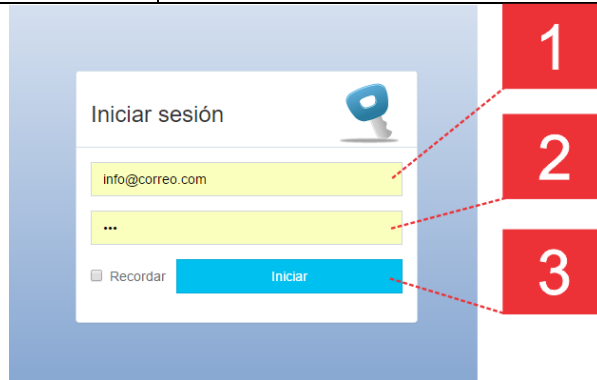 1
Iniciar sesión
info@correo.com
2
•••
Recordar
Iniciar
3